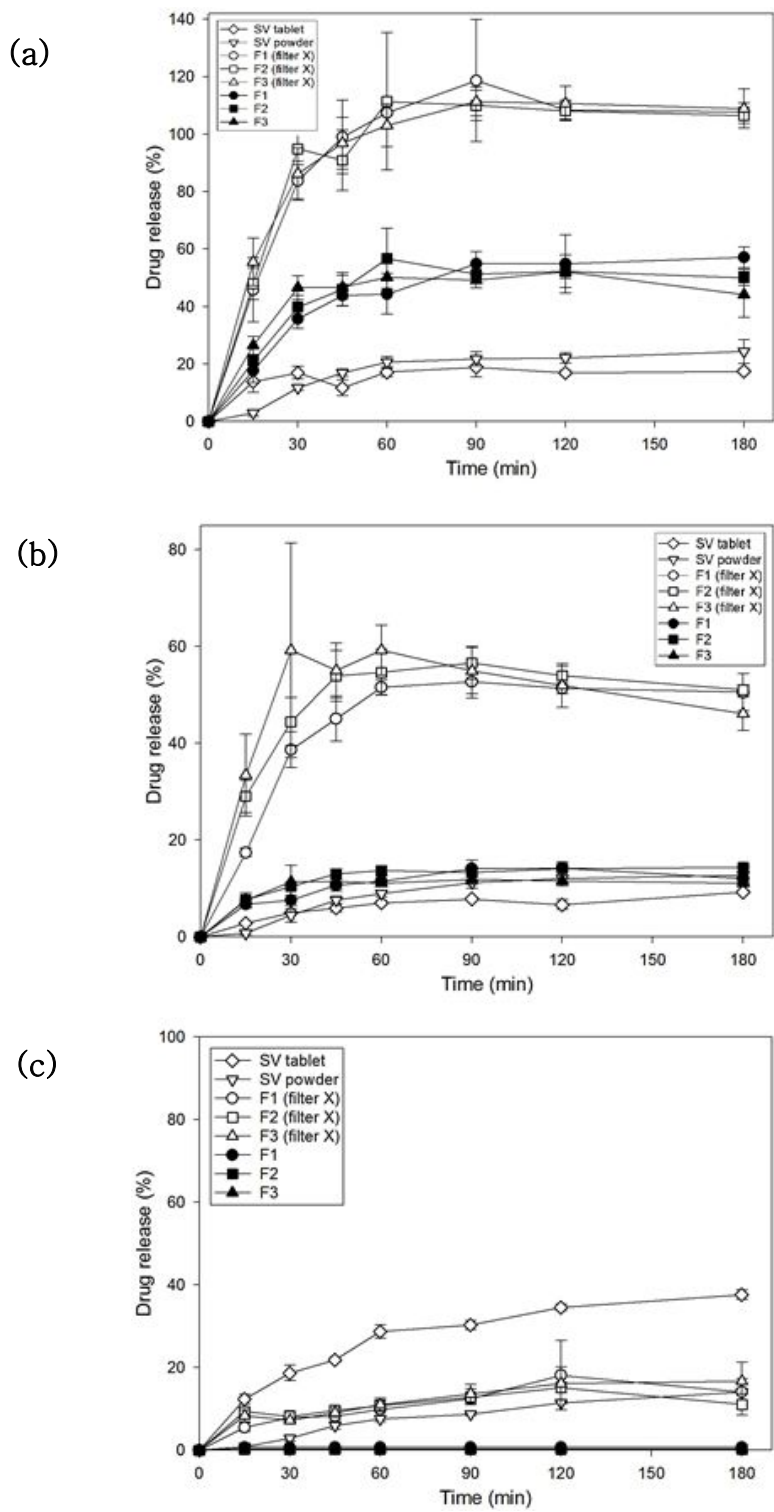 (a)
SV tablet
SV powder
F1 (filter X)
F2 (filter X)
F3 (filter X)
F1
F2
F3
140
120
100
80
60
40
20
0
Drug release (%)
0 30 60 90 120 150 180
Time (min)
(b)
SV tablet
SV powder
F1 (filter X)
F2 (filter X)
F3 (filter X)
F1
F2
F3
80
60
40
20
0
Drug release (%)
0 30 60 90 120 150 180
Time (min)
(c)
SV tablet
SV powder
F1 (filter X)
F2 (filter X)
F3 (filter X)
F1
F2
F3
100
80
60
40
20
0
Drug release (%)
0 30 60 90 120 150 180
Time (min)